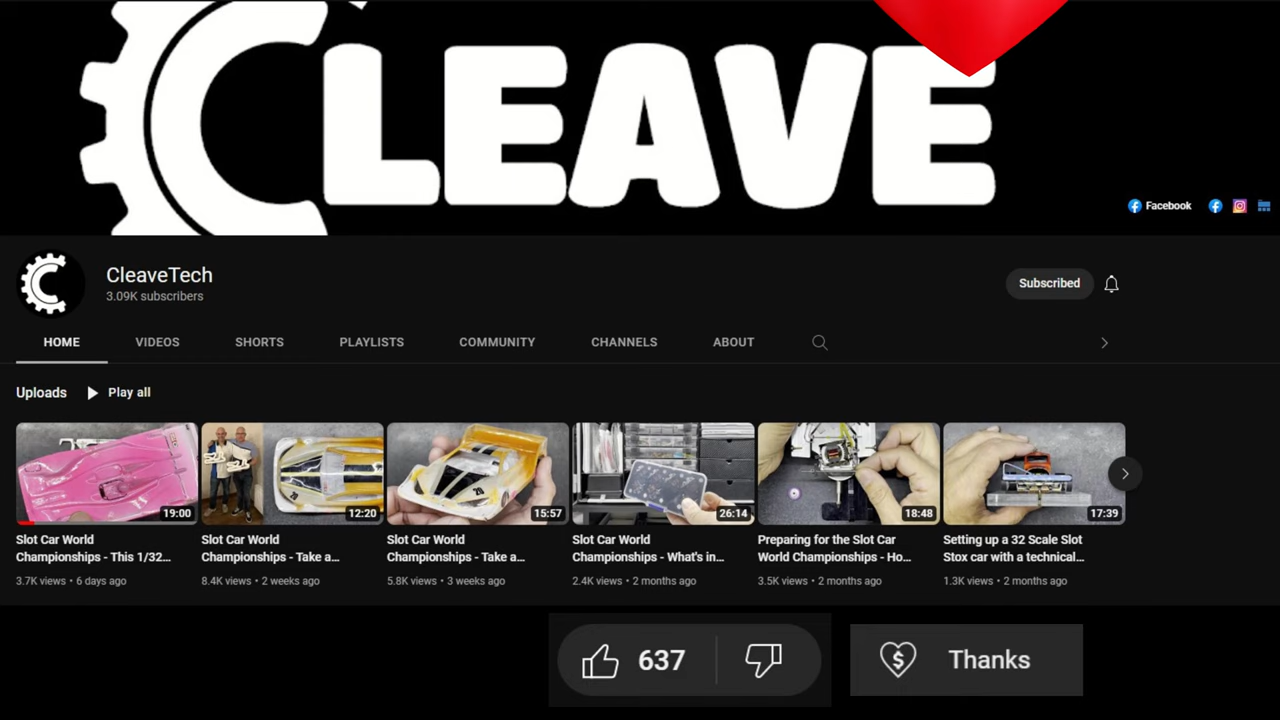 CLEAVE
Facebook
CleaveTech
3.09K subscribers
Subscribed
HOME VIDEOS SHORTS PLAYLISTS COMMUNITY CHANNELS ABOUT
Uploads Play all
19:00 12:20 15:57 26:14 18:48 17:39
Slot Car World
Championships - This 1/32...
3.7K views • 6 days ago
Slot Car World
Championships - Take a...
8.4K views • 2 weeks ago
Slot Car World
Championships - Take a...
5.8K views • 3 weeks ago
Slot Car World
Championships - What's in...
2.4K views • 2 months ago
Preparing for the Slot Car
World Championships - Ho...
3.5K views • 2 months ago
Setting up a 32 Scale Slot
Stox car with a technical...
1.3K views • 2 months ago
637
Thanks